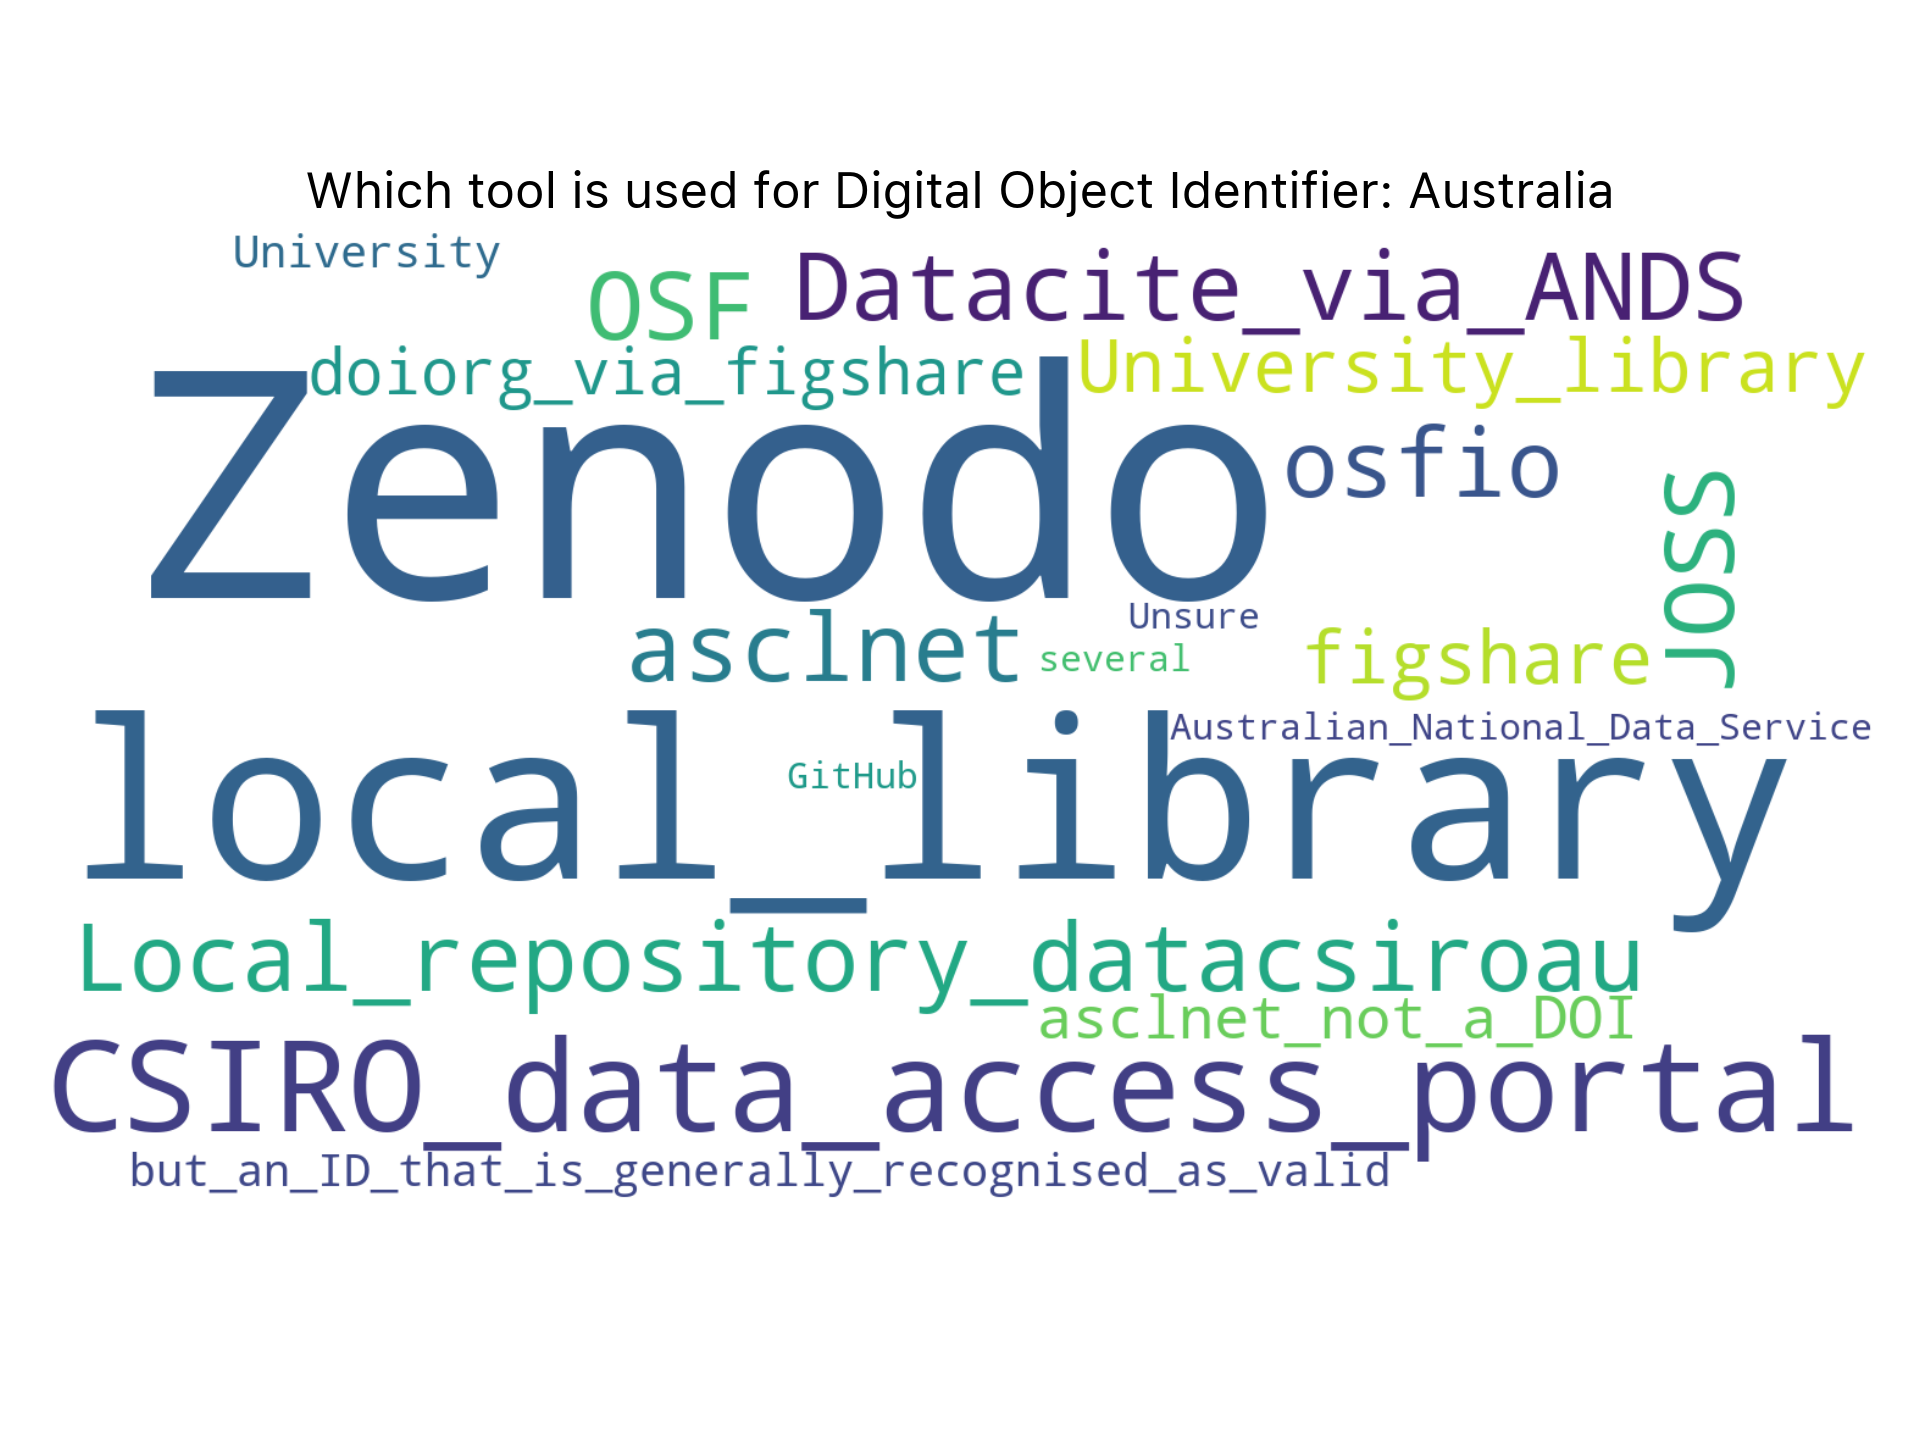 Which tool is used for Digital Object Identifier: Australia
University
OSF
Datacite_via_ANDS
doiorg_via_figshare
University_library
Zenodo
osfio
JOSS
asclnet
Unsure
several
figshare
Australian_National_Data_Service
local_library
GitHub
Local_repository_datacsiroau
asclnet_not_a_DOI
CSIRO_data_access_portal
but_an_ID_that_is_generally_recognised_as_valid